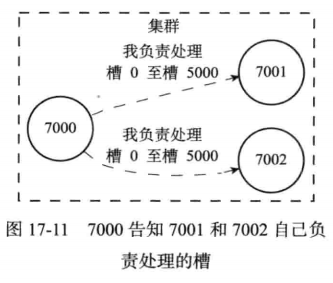 集群
我负责处理
槽 0 至槽 5000
7001
7000
我负责处理
槽 0 至槽 5000
7002
图 17-11 7000 告知 7001 和 7002 自己负
责处理的槽